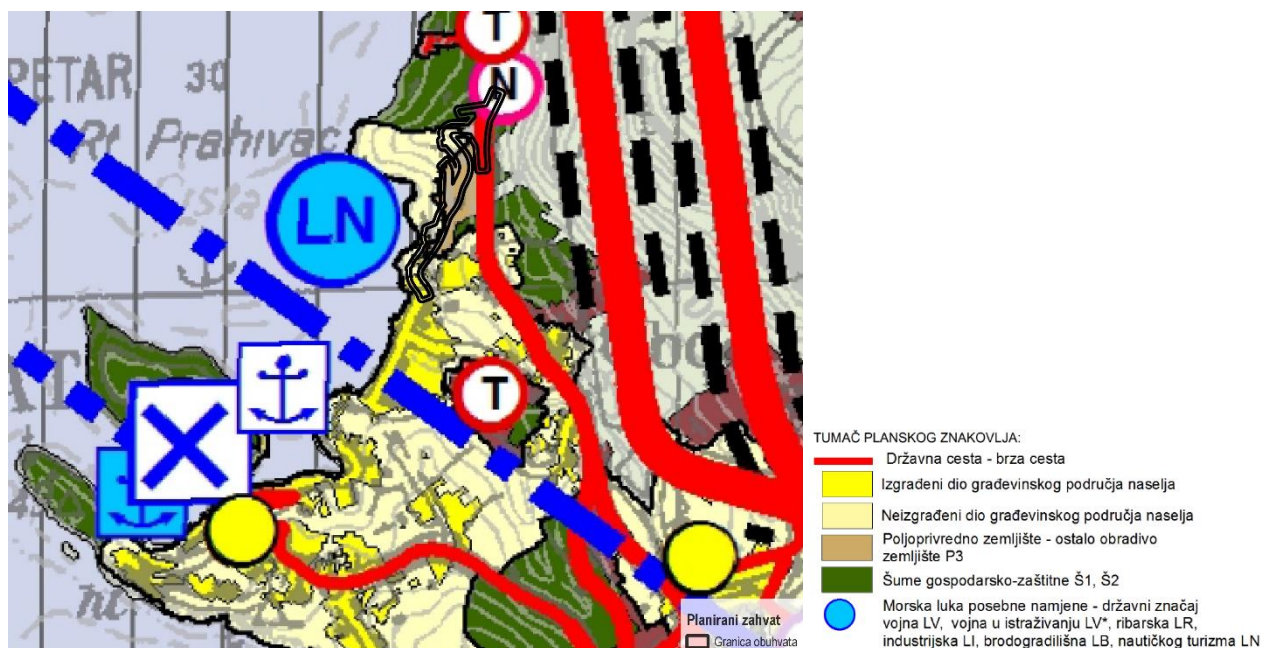 T
PETAR 30
N
Rt Prahivac
LN
T
TUMAČ PLANSKOG ZNAKOVLJA:
Državna cesta - brza cesta
Izgrađeni dio građevinskog područja naselja
Neizgrađeni dio građevinskog područja naselja
Poljoprivredno zemljište - ostalo obradivo
zemljište P3
Šume gospodarsko-zaštitne Š1, Š2
Morska luka posebne namjene - državni značaj
vojna LV, vojna u istraživanju LV*, ribarska LR,
industrijska LI, brodogradilišna LB, nautičkog turizma LN
Planirani zahvat
Granica obuhvata